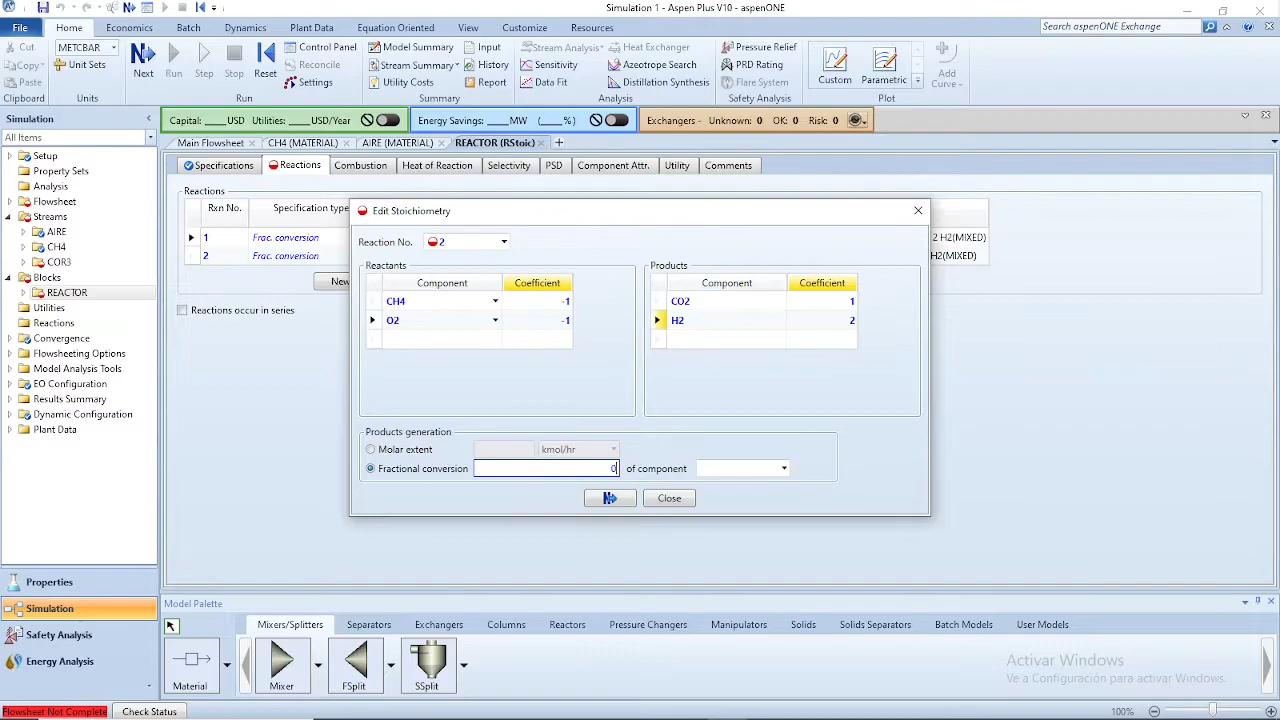 Simulation 1 - Aspen Plus V10 - aspenONE
File Home Economics Batch Dynamics Plant Data Equation Oriented View Customize Resources Search aspenONE Exchange
Cut METCBAR Control Panel Model Summary Input Stream Analysis Heat Exchanger Pressure Relief
Copy Unit Sets Reconcile Stream Summary History Sensitivity Azeotrope Search PRD Rating
Paste Next Run Step Stop Reset Settings Utility Costs Report Data Fit Distillation Synthesis Flare System Custom Parametric Add Curve
Clipboard Units Run Summary Analysis Safety Analysis Plot
Simulation Capital: ____USD Utilities: ____USD/Year Energy Savings: ____MW (____%) Exchangers - Unknown: 0 OK: 0 Risk: 0
All Items Main Flowsheet CH4 (MATERIAL) AIRE (MATERIAL) REACTOR (RStoic)
Specifications Reactions Combustion Heat of Reaction Selectivity PSD Component Attr. Utility Comments
Setup
Property Sets
Analysis
Flowsheet
Streams
AIRE
CH4
COR3
Blocks
REACTOR
Utilities
Reactions
Convergence
Flowsheeting Options
Model Analysis Tools
EO Configuration
Results Summary
Dynamic Configuration
Plant Data
Reactions
Rxn No. Specification type
1 Frac. conversion 2 H2(MIXED)
2 Frac. conversion H2(MIXED)
New
Reactions occur in series
Edit Stoichiometry
Reaction No. 2
Reactants Products
Component Coefficient Component Coefficient
CH4 -1 CO2 1
O2 -1 H2 2
Products generation
Molar extent kmol/hr
Fractional conversion 0 of component
Close
Properties
Simulation
Safety Analysis
Energy Analysis
Model Palette
Mixers/Splitters Separators Exchangers Columns Reactors Pressure Changers Manipulators Solids Solids Separators Batch Models User Models
Material Mixer FSplit SSplit
Activar Windows
Ve a Configuración para activar Windows.
Flowsheet Not Complete Check Status 100%